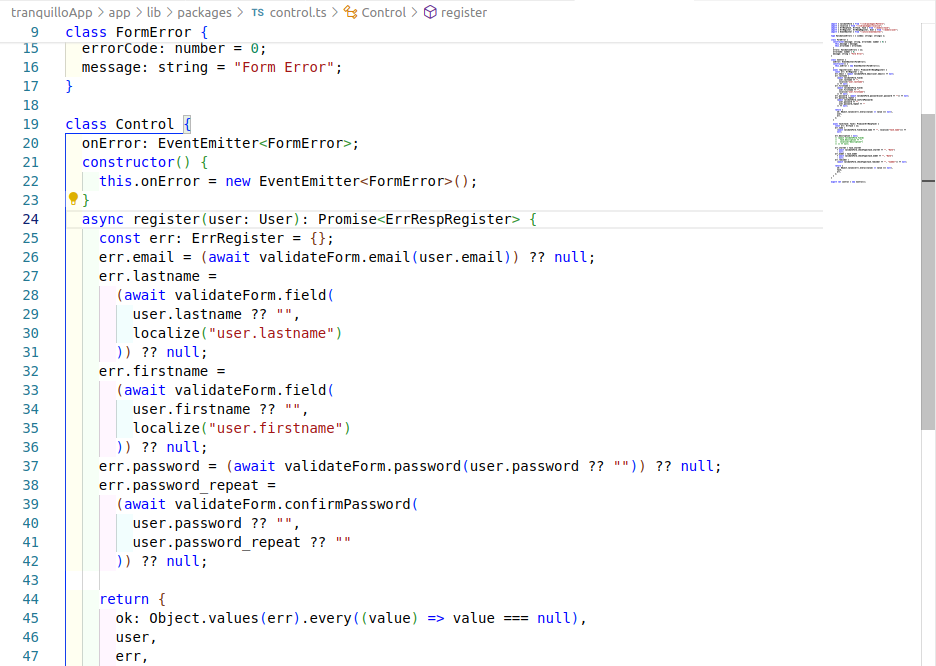 tranquilloApp > app > lib > packages > TS control.ts > Control > register
9 class FormError {
15 errorCode: number = 0;
16 message: string = "Form Error";
17 }
18
19 class Control {
20 onError: EventEmitter<FormError>;
21 constructor() {
22 this.onError = new EventEmitter<FormError>();
23 }
24 async register(user: User): Promise<ErrRespRegister> {
25 const err: ErrRegister = {};
26 err.email = (await validateForm.email(user.email)) ?? null;
27 err.lastname =
28 (await validateForm.field(
29 user.lastname ?? "",
30 localize("user.lastname")
31 )) ?? null;
32 err.firstname =
33 (await validateForm.field(
34 user.firstname ?? "",
35 localize("user.firstname")
36 )) ?? null;
37 err.password = (await validateForm.password(user.password ?? "")) ?? null;
38 err.password_repeat =
39 (await validateForm.confirmPassword(
40 user.password ?? "",
41 user.password_repeat ?? ""
42 )) ?? null;
43
44 return {
45 ok: Object.values(err).every((value) => value === null),
46 user,
47 err,